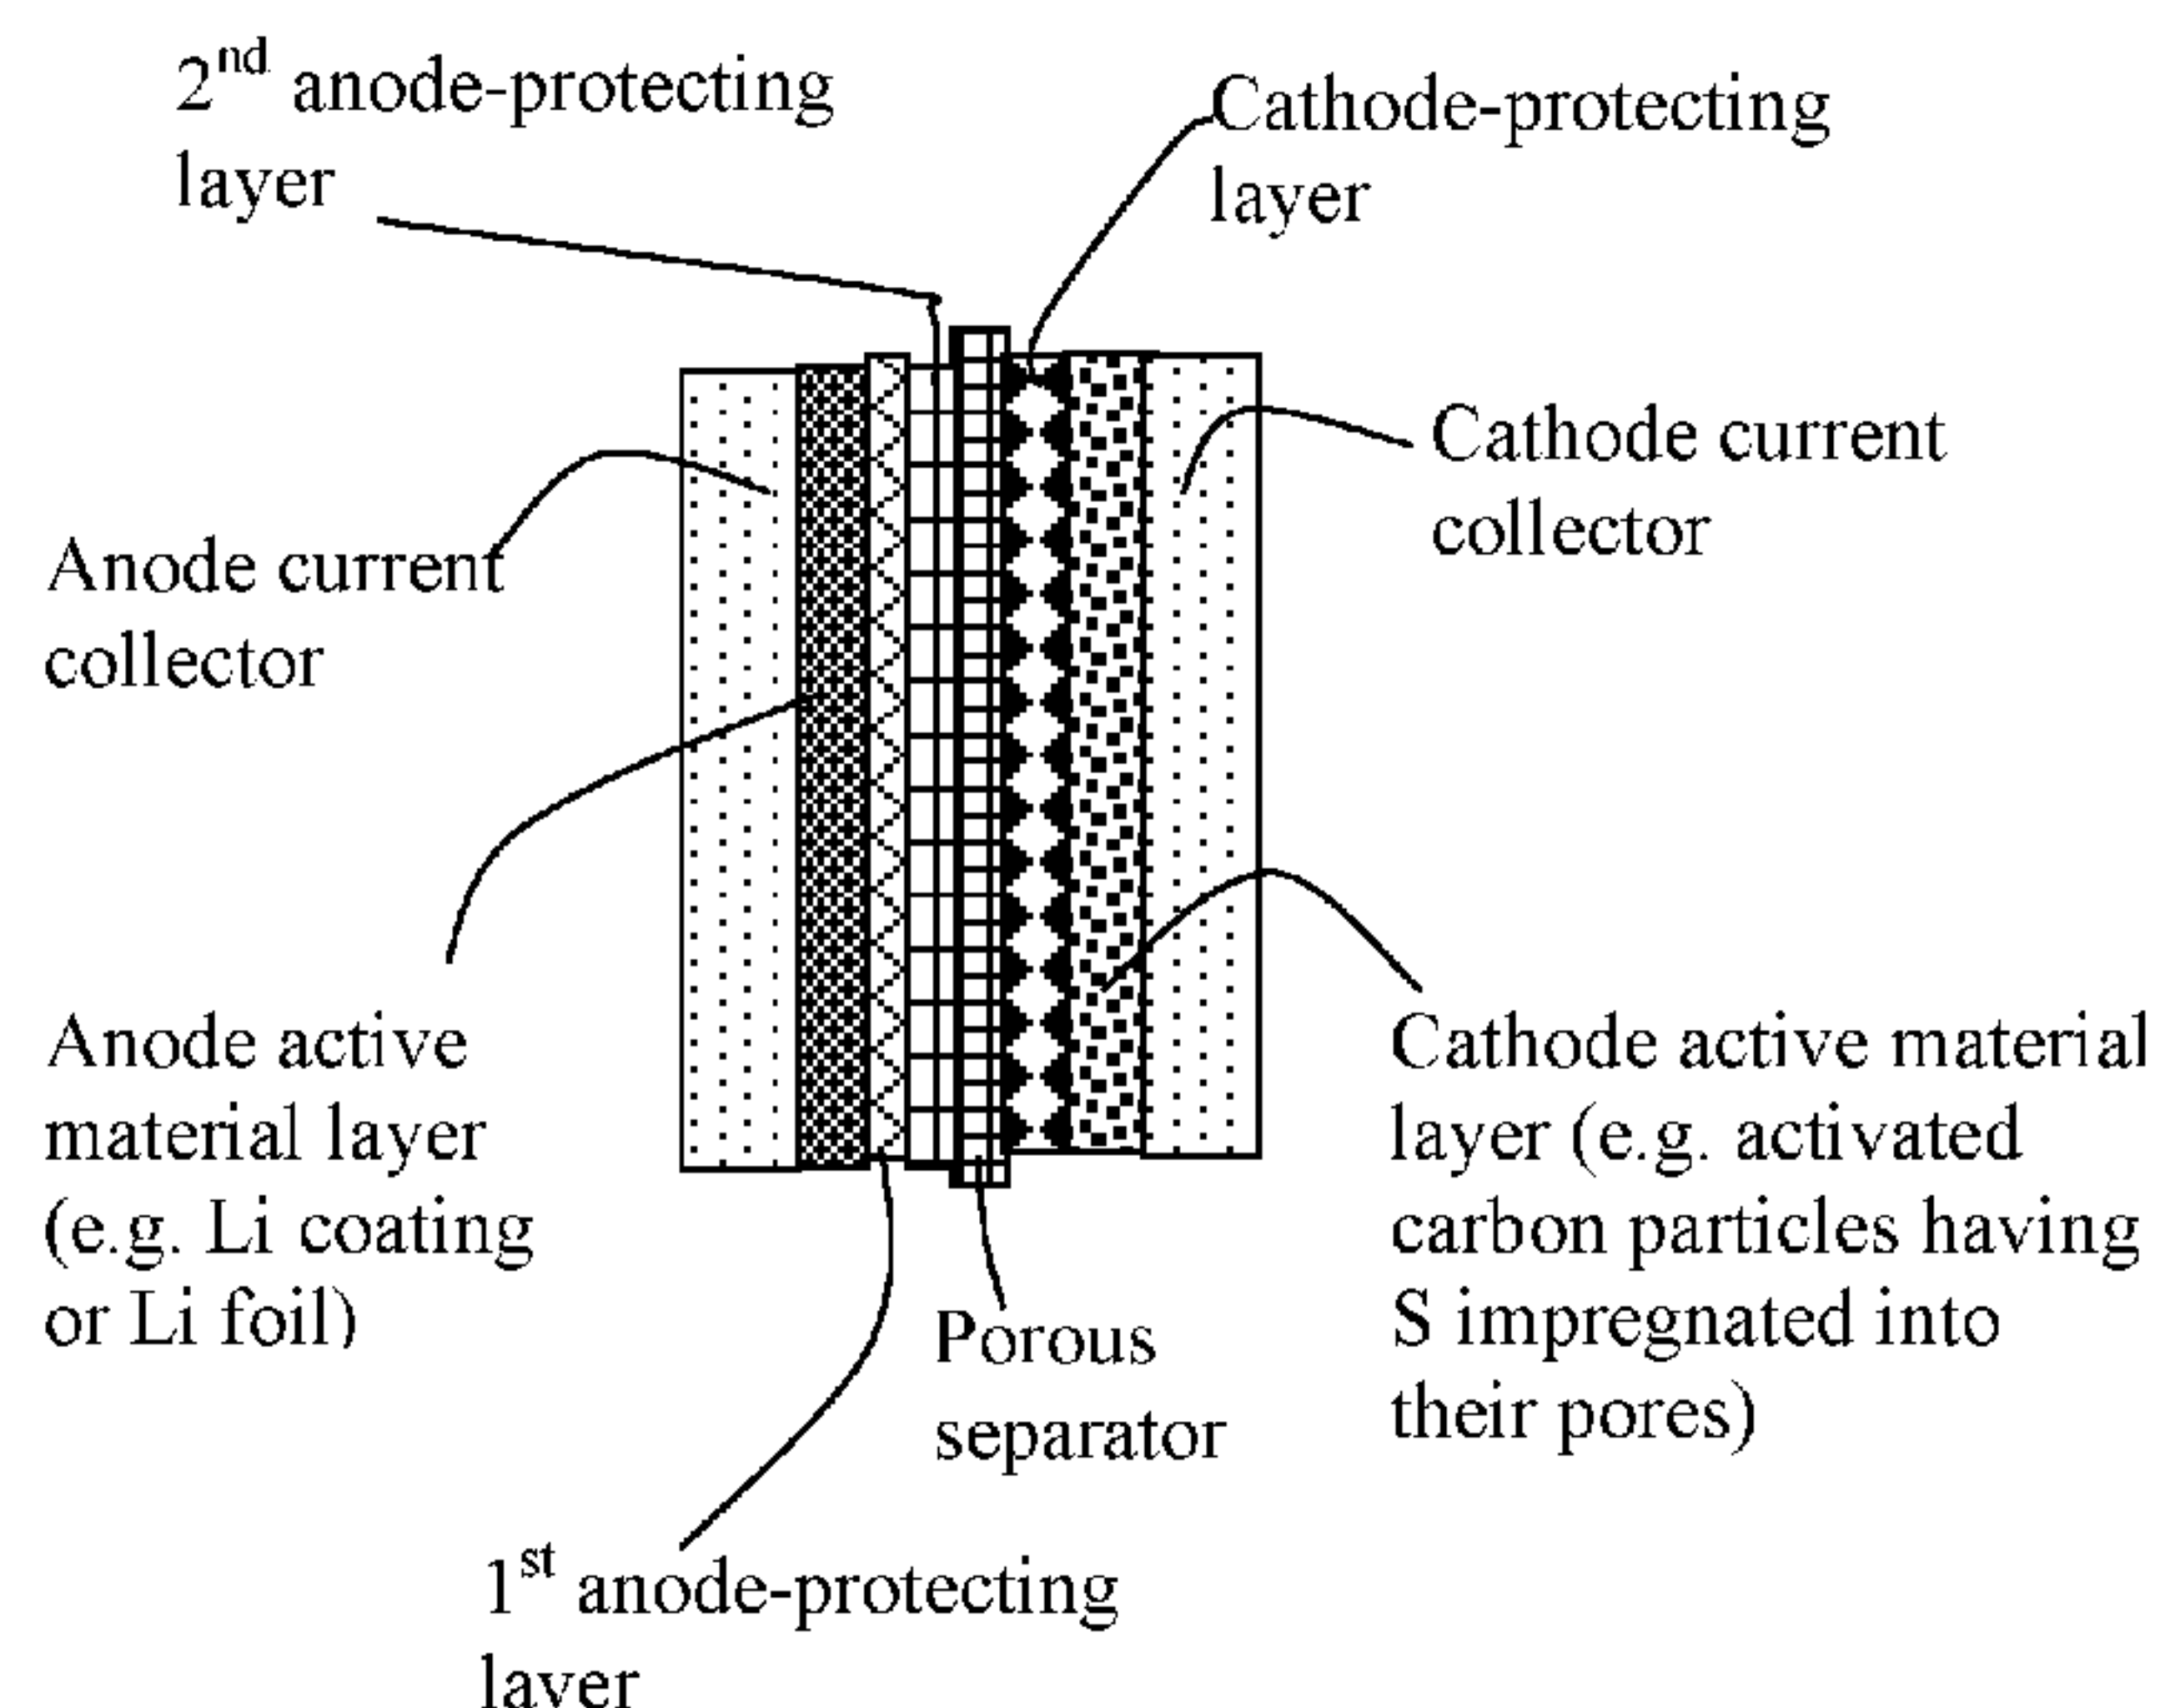 2nd anode-protecting
layer
Cathode-protecting
layer
Cathode current
collector
Anode current
collector
Anode active
material layer
(e.g. Li coating
or Li foil)
Cathode active material
layer (e.g. activated
carbon particles having
S impregnated into
their pores)
Porous
separator
1st anode-protecting
layer